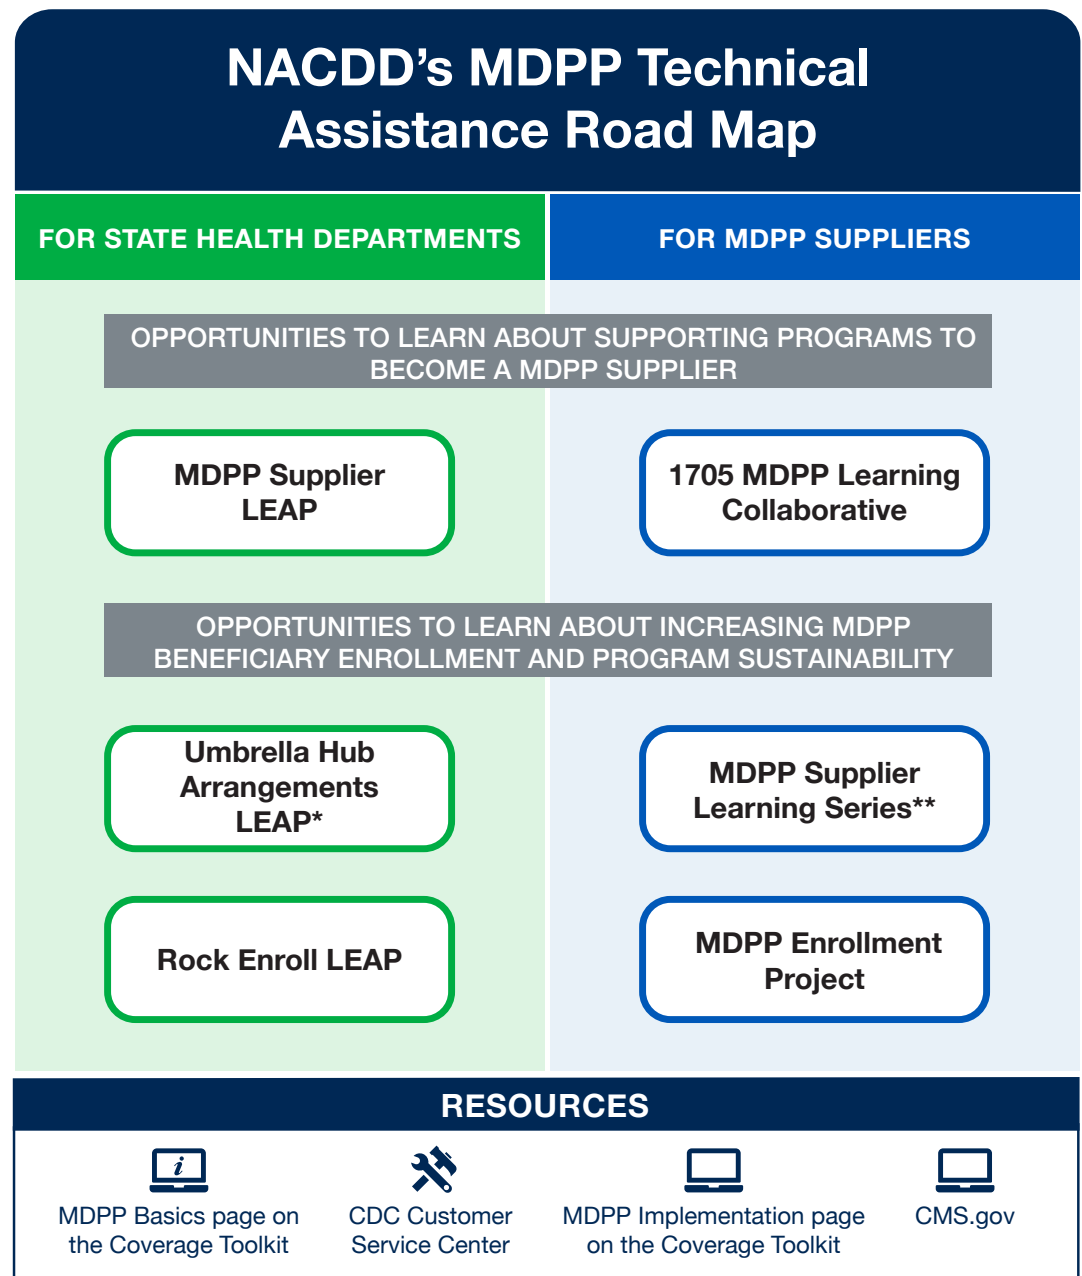 NACDD's MDPP Technical
Assistance Road Map
FOR STATE HEALTH DEPARTMENTS
FOR MDPP SUPPLIERS
OPPORTUNITIES TO LEARN ABOUT SUPPORTING PROGRAMS TO
BECOME A MDPP SUPPLIER
MDPP Supplier
LEAP
1705 MDPP Learning
Collaborative
OPPORTUNITIES TO LEARN ABOUT INCREASING MDPP
BENEFICIARY ENROLLMENT AND PROGRAM SUSTAINABILITY
Umbrella Hub
Arrangements
LEAP*
MDPP Supplier
Learning Series**
Rock Enroll LEAP
MDPP Enrollment
Project
RESOURCES
i
MDPP Basics page on
the Coverage Toolkit
CDC Customer
Service Center
MDPP Implementation page
on the Coverage Toolkit
CMS.gov